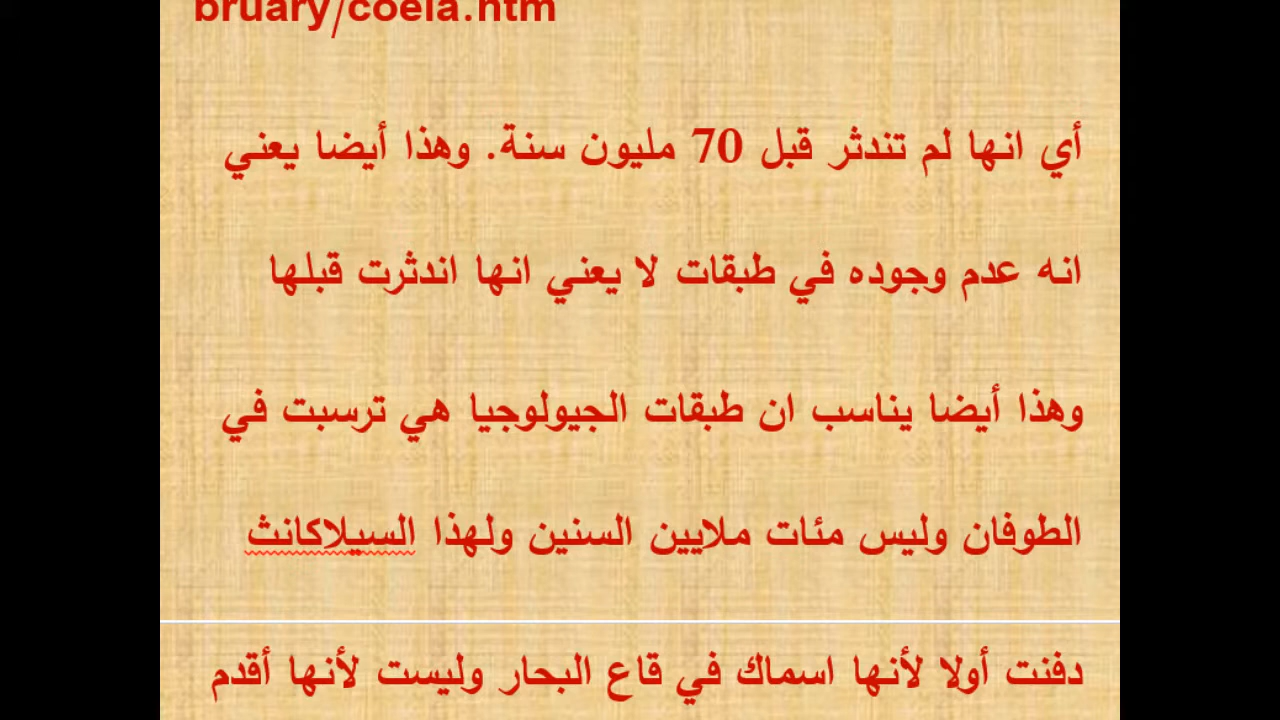 bruary/coela.htm
أي انها لم تندثر قبل 70 مليون سنة. وهذا أيضا يعني
انه عدم وجوده في طبقات لا يعني انها اندثرت قبلها
وهذا أيضا يناسب ان طبقات الجيولوجيا هي ترسبت في
الطوفان وليس مئات ملايين السنين ولهذا السيلاكانث
دفنت أولا لأنها اسماك في قاع البحار وليست لأنها أقدم